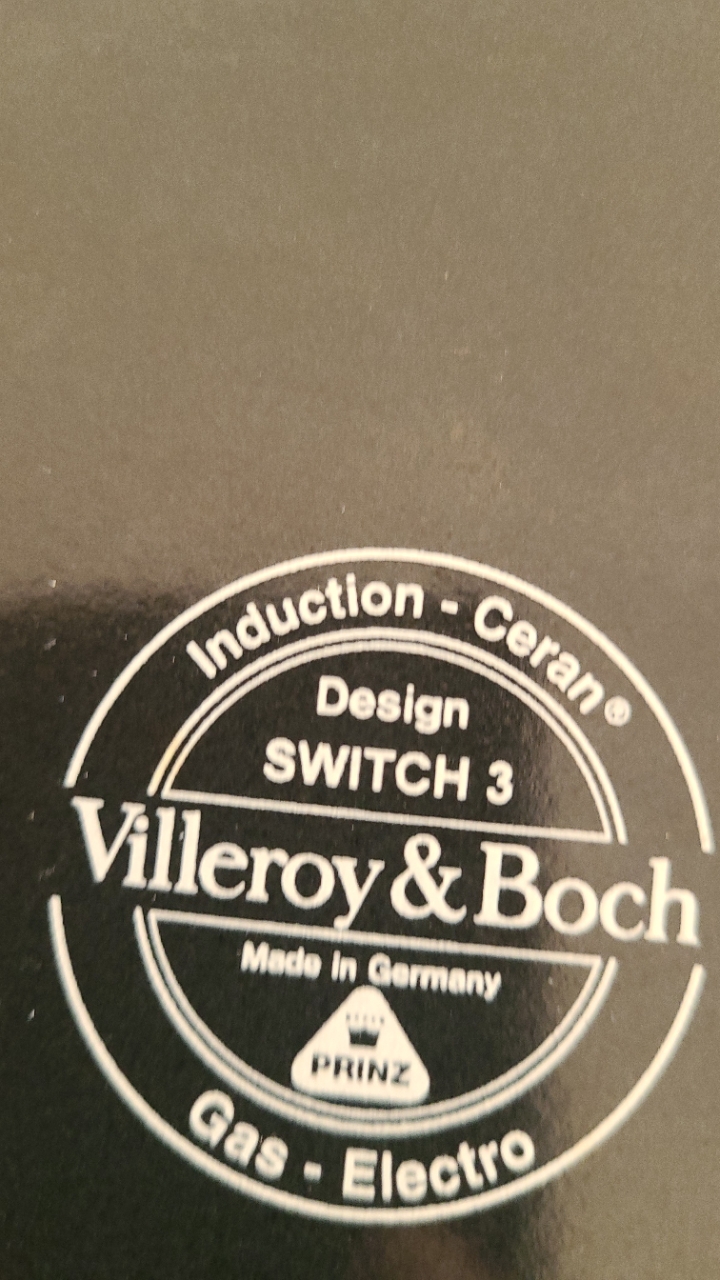 Induction - Ceran®
Design
SWITCH 3
Villeroy & Boch
Made in Germany
PRINZ
Gas - Electro